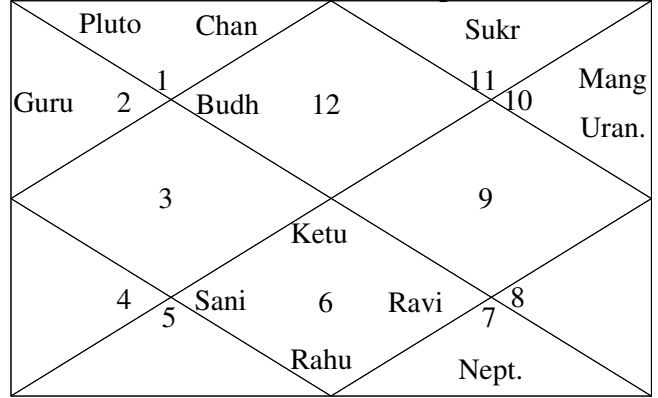 Pluto Chan Sukr
1 11 Mang
Guru 2 Budh 12 10
Uran.
3 9
Ketu
4 Sani 6 Ravi 8
5 7
Rahu Nept.